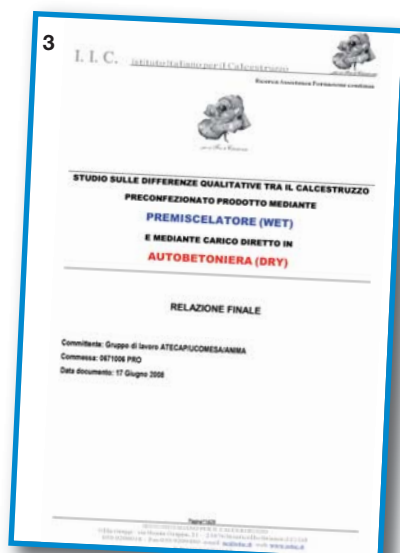 3
I. I. C. Istituto Italiano per il Calcestruzzo
Ricerca Assistenza Formazione continua
STUDIO SULLE DIFFERENZE QUALITATIVE TRA IL CALCESTRUZZO
PRECONFEZIONATO PRODOTTO MEDIANTE
PREMISCELATORE (WET)
E MEDIANTE CARICO DIRETTO IN
AUTOBETONIERA (DRY)
RELAZIONE FINALE
Committente: Gruppo di lavoro ATECAP/UCOMESA/ANIMA
Commessa: 0671006 PRO
Data documento: 17 Giugno 2008